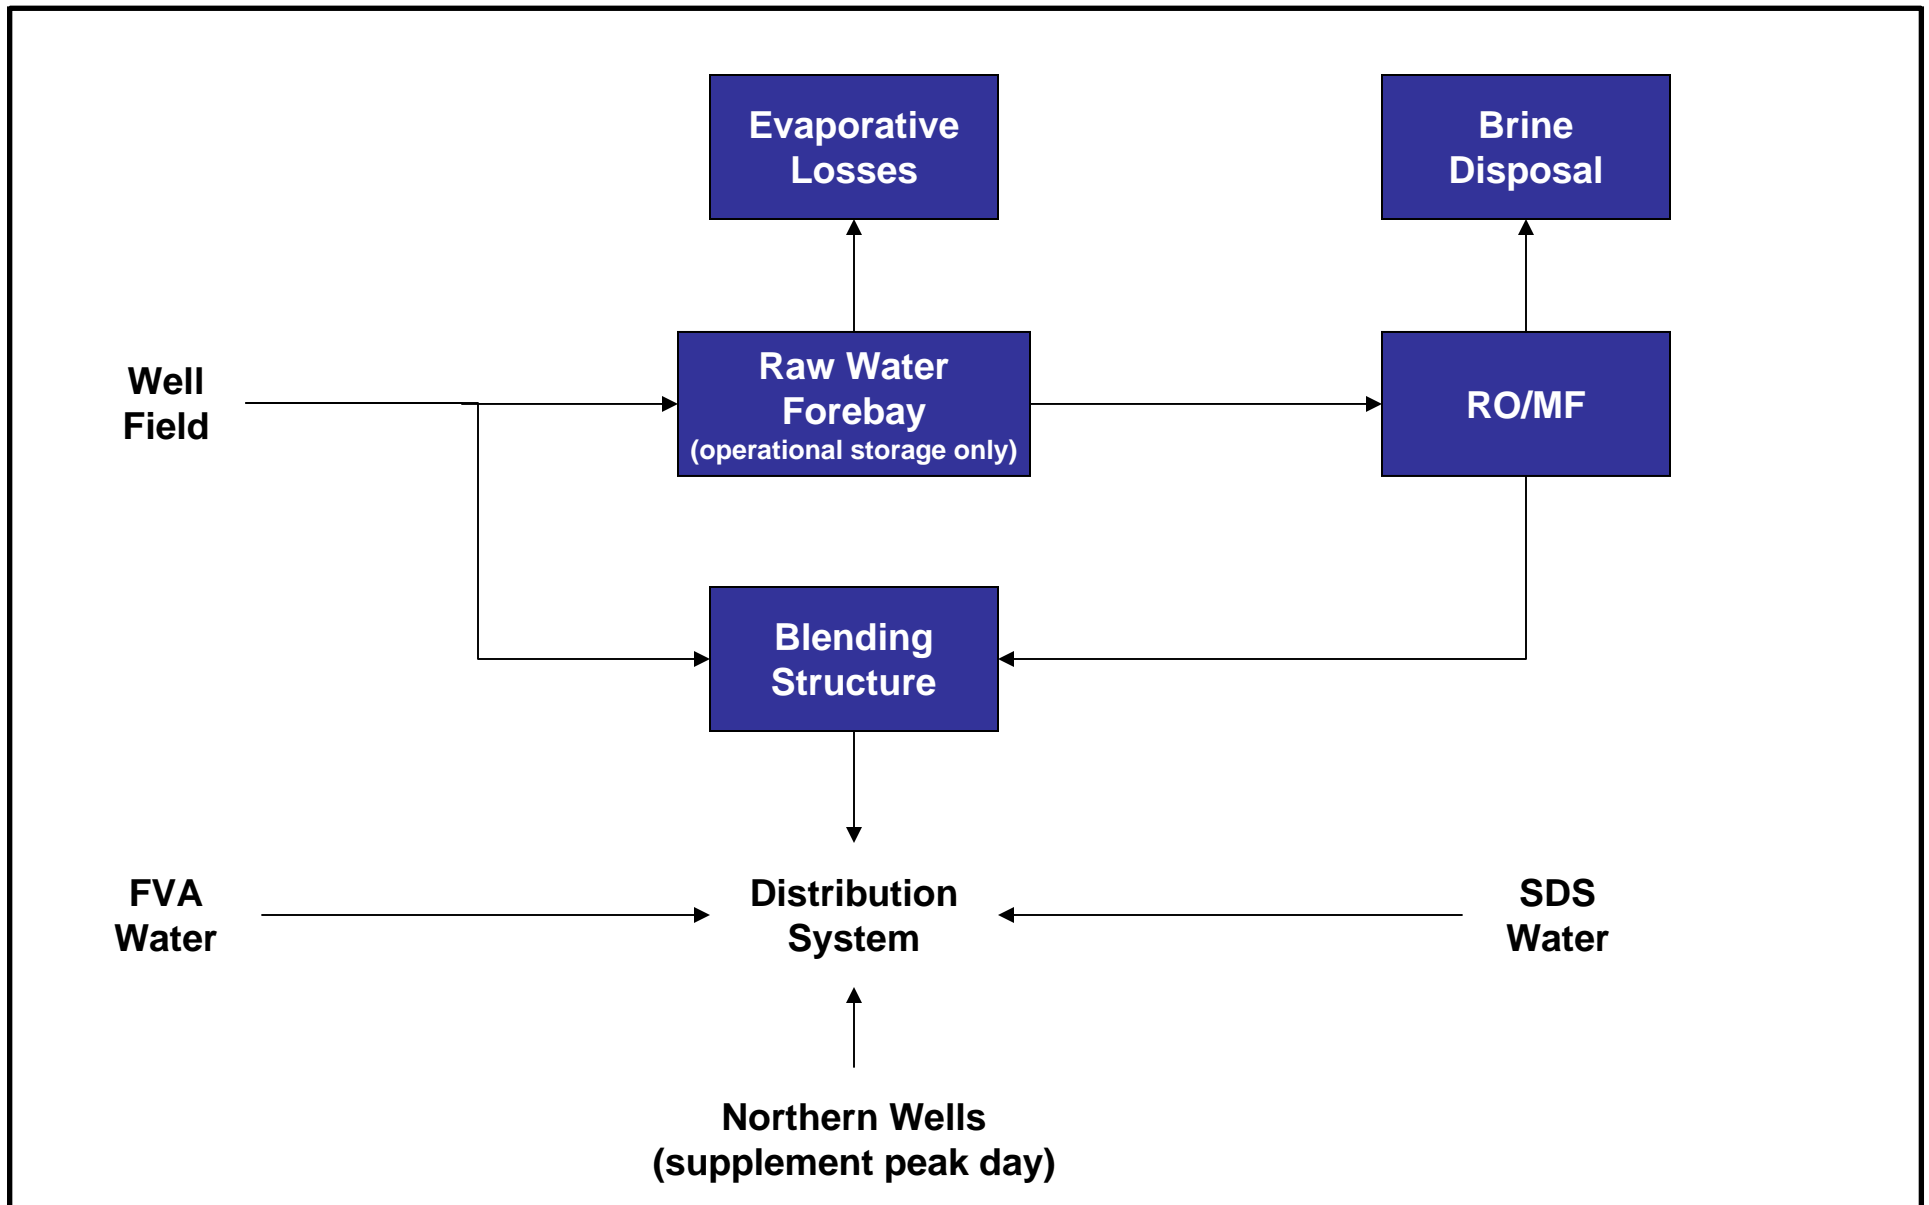 Evaporative
Losses
Brine
Disposal
Well
Field
Raw Water
Forebay
(operational storage only)
RO/MF
Blending
Structure
FVA
Water
Distribution
System
SDS
Water
Northern Wells
(supplement peak day)